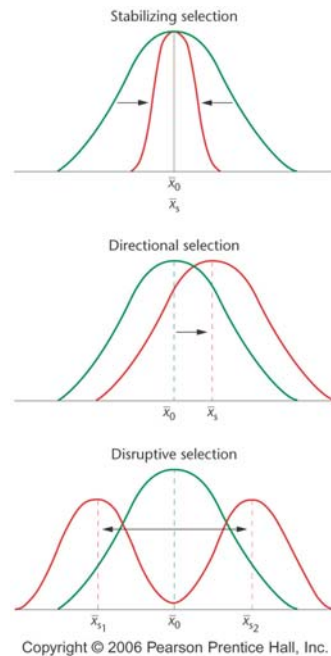 Stabilizing selection
x̄₀
x̄ₛ
Directional selection
x̄₀ x̄ₛ
Disruptive selection
x̄ₛ₁ x̄₀ x̄ₛ₂
Copyright © 2006 Pearson Prentice Hall, Inc.